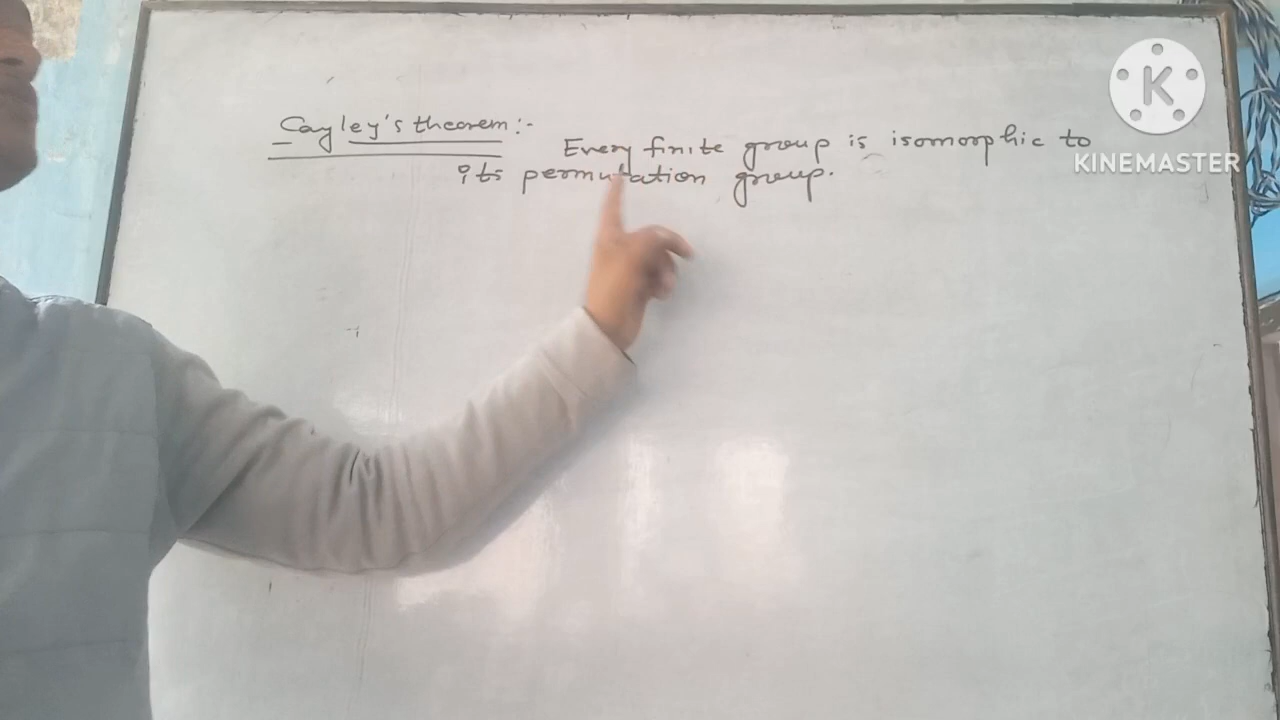 Cayley's theorem:-
Every finite group is isomorphic to
its permutation group.
K
KINEMASTER